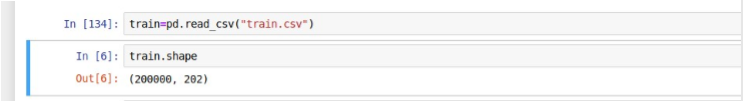 In [134]: train=pd.read_csv("train.csv")
In [6]: train.shape
Out[6]: (200000, 202)